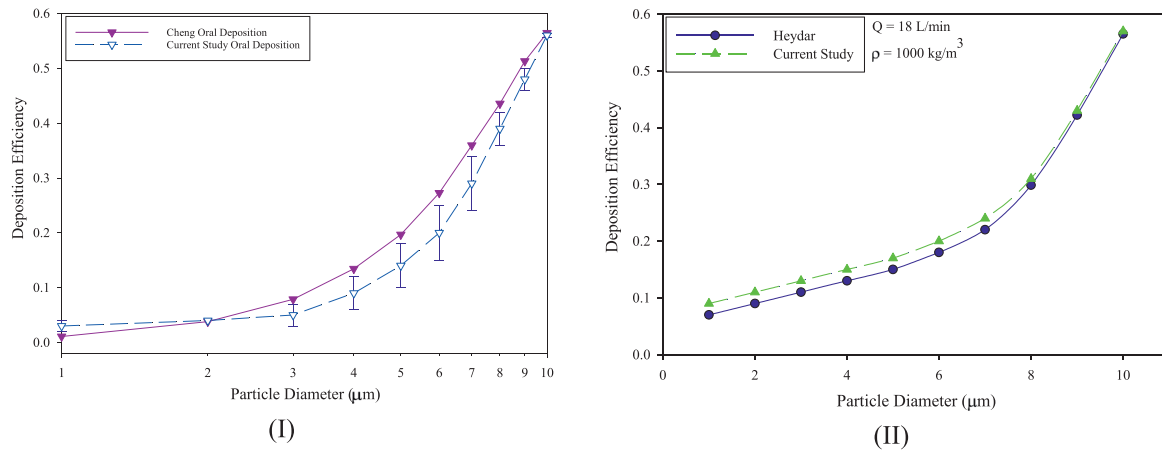 0.6
0.5
0.4
0.3
0.2
0.1
0.0
Deposition Efficiency
Cheng Oral Deposition
Current Study Oral Deposition
1 2 3 4 5 6 7 8 9 10
Particle Diameter (μm)
(I)
0.6
0.5
0.4
0.3
0.2
0.1
0.0
Deposition Efficiency
Heydar
Current Study
Q = 18 L/min
ρ = 1000 kg/m³
0 2 4 6 8 10
Particle Diameter (μm)
(II)